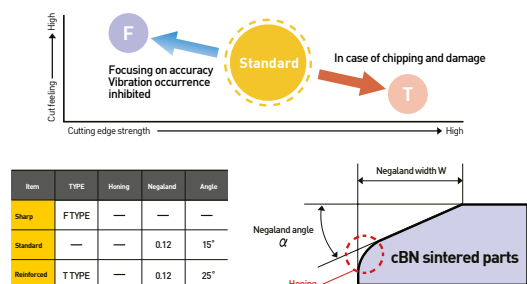 High
F
Standard
In case of chipping and damage
T
Focusing on accuracy
Vibration occurrence
inhibited
Cut feeling
Cutting edge strength
High
Item TYPE Honing Negaland Angle
Sharp F TYPE — — —
Standard — — 0.12 15°
Reinforced T TYPE — 0.12 25°
Negaland width W
Negaland angle
α
cBN sintered parts
Honing